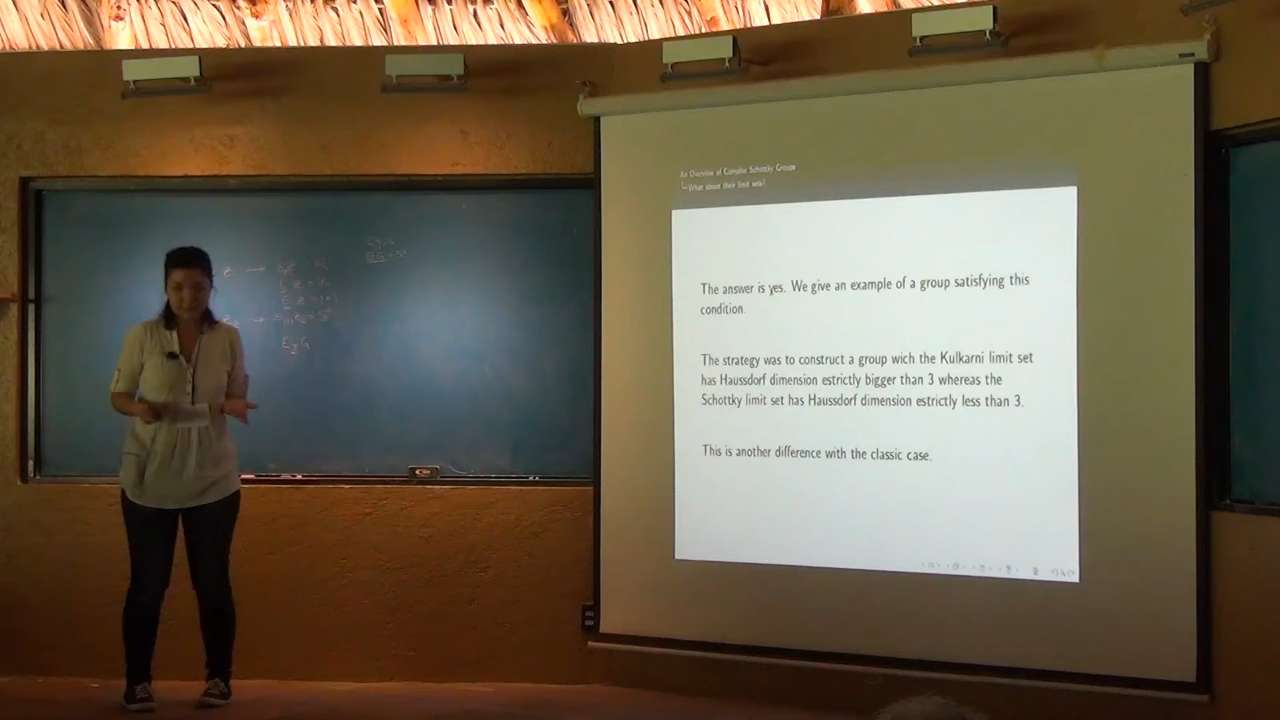 An Overview of Complex Schottky Groups
What about their limit sets?
The answer is yes. We give an example of a group satisfying this
condition.
The strategy was to construct a group wich the Kulkarni limit set
has Haussdorf dimension estrictly bigger than 3 whereas the
Schottky limit set has Haussdorf dimension estrictly less than 3.
This is another difference with the classic case.